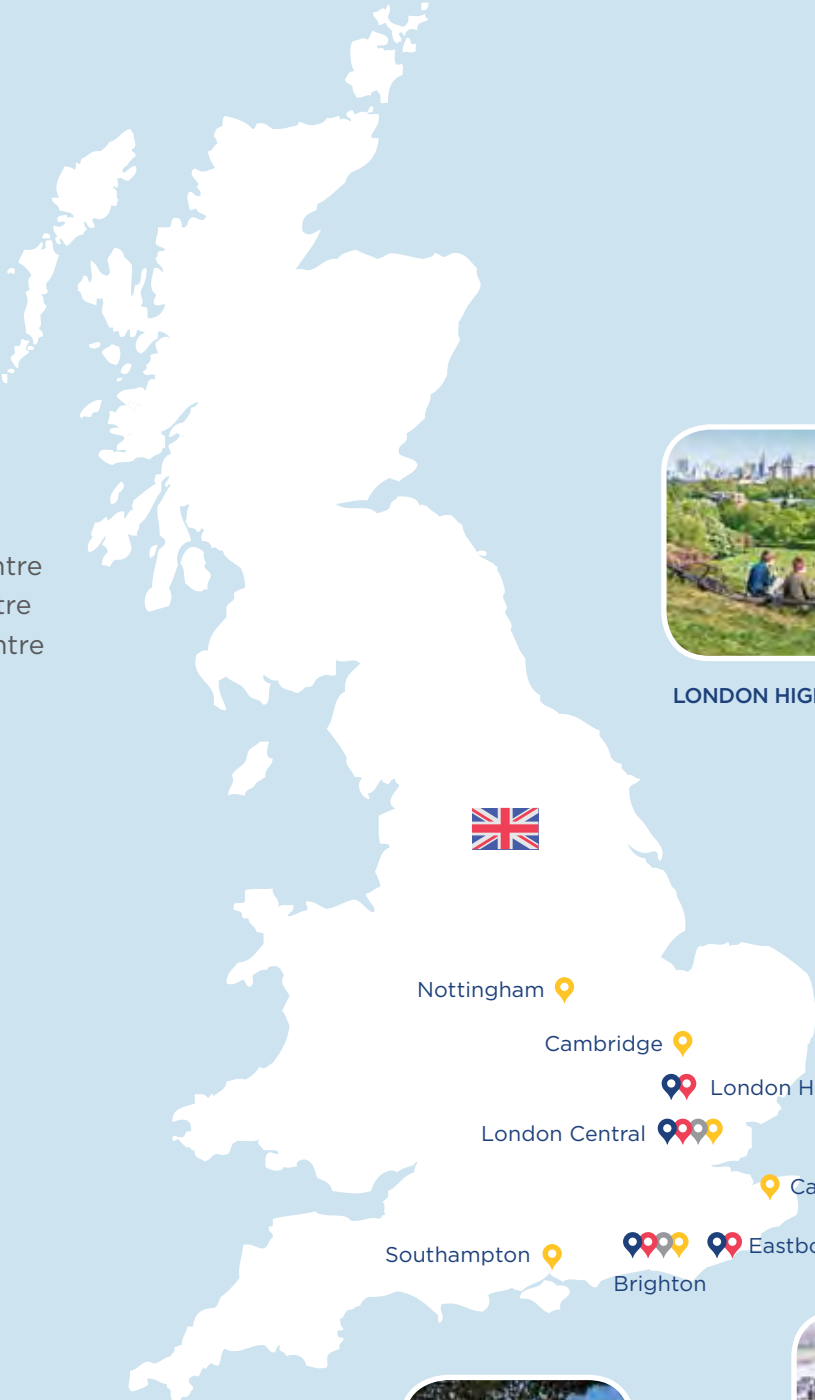 ntre
tre
ntre
LONDON HIG
Nottingham
Cambridge
London H
London Central
Ca
Eastbo
Southampton
Brighton